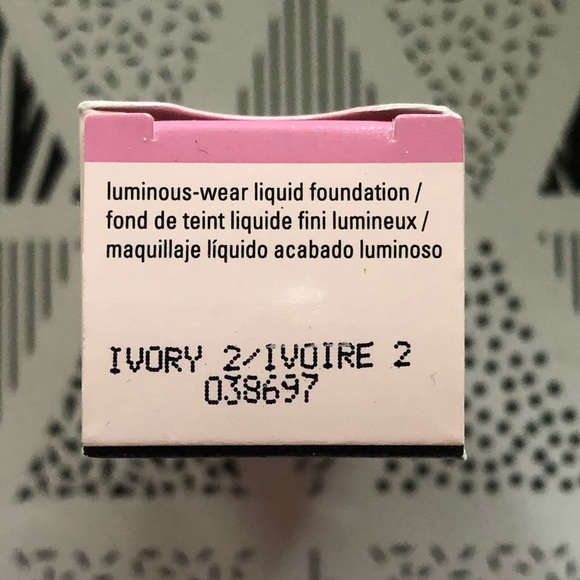 luminous-wear liquid foundation /
fond de teint liquide fini lumineux /
maquillaje líquido acabado luminoso
IVORY 2/IVOIRE 2
038697